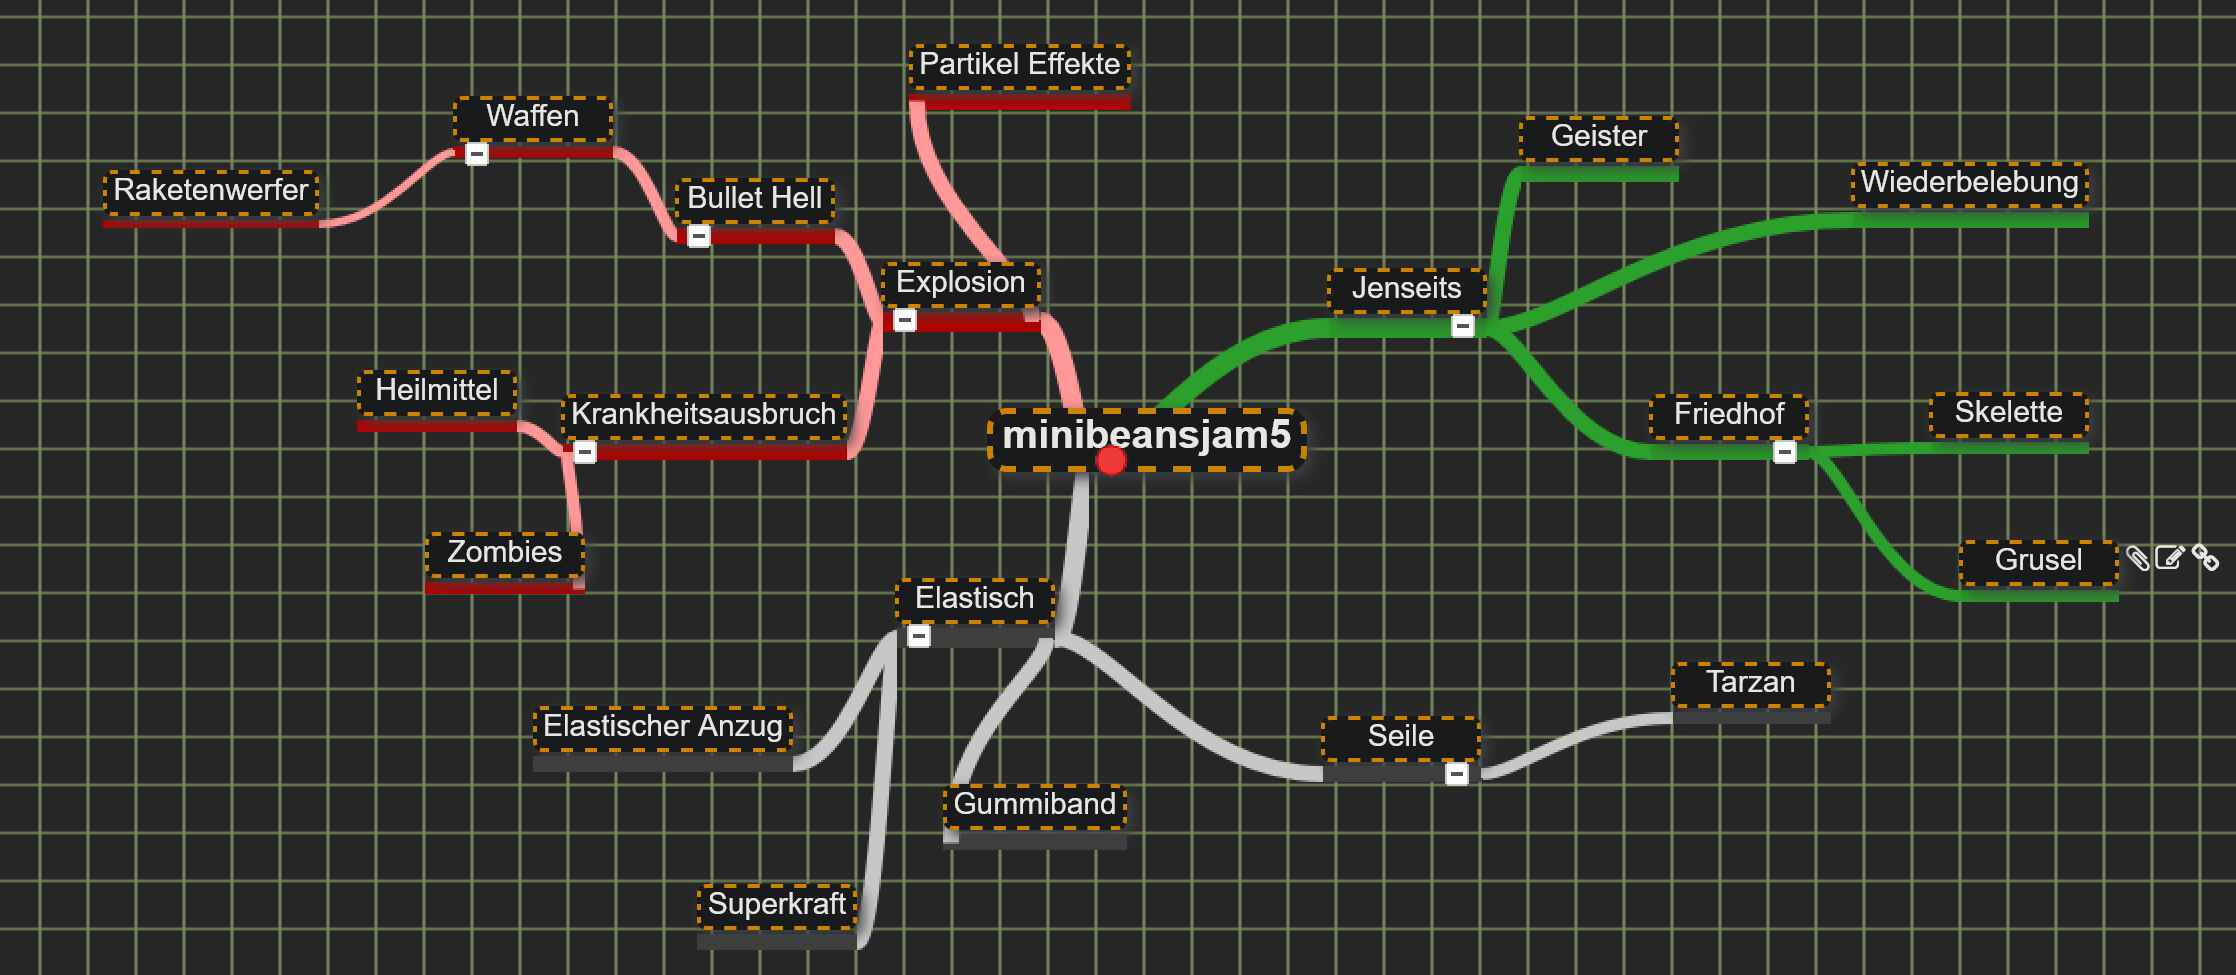 Partikel Effekte
Waffen
Geister
Wiederbelebung
Raketenwerfer
Bullet Hell
Explosion
Jenseits
Heilmittel
Krankheitsausbruch
Friedhof
Skelette
minibeansjam5
Zombies
Grusel
Elastisch
Tarzan
Elastischer Anzug
Seile
Gummiband
Superkraft